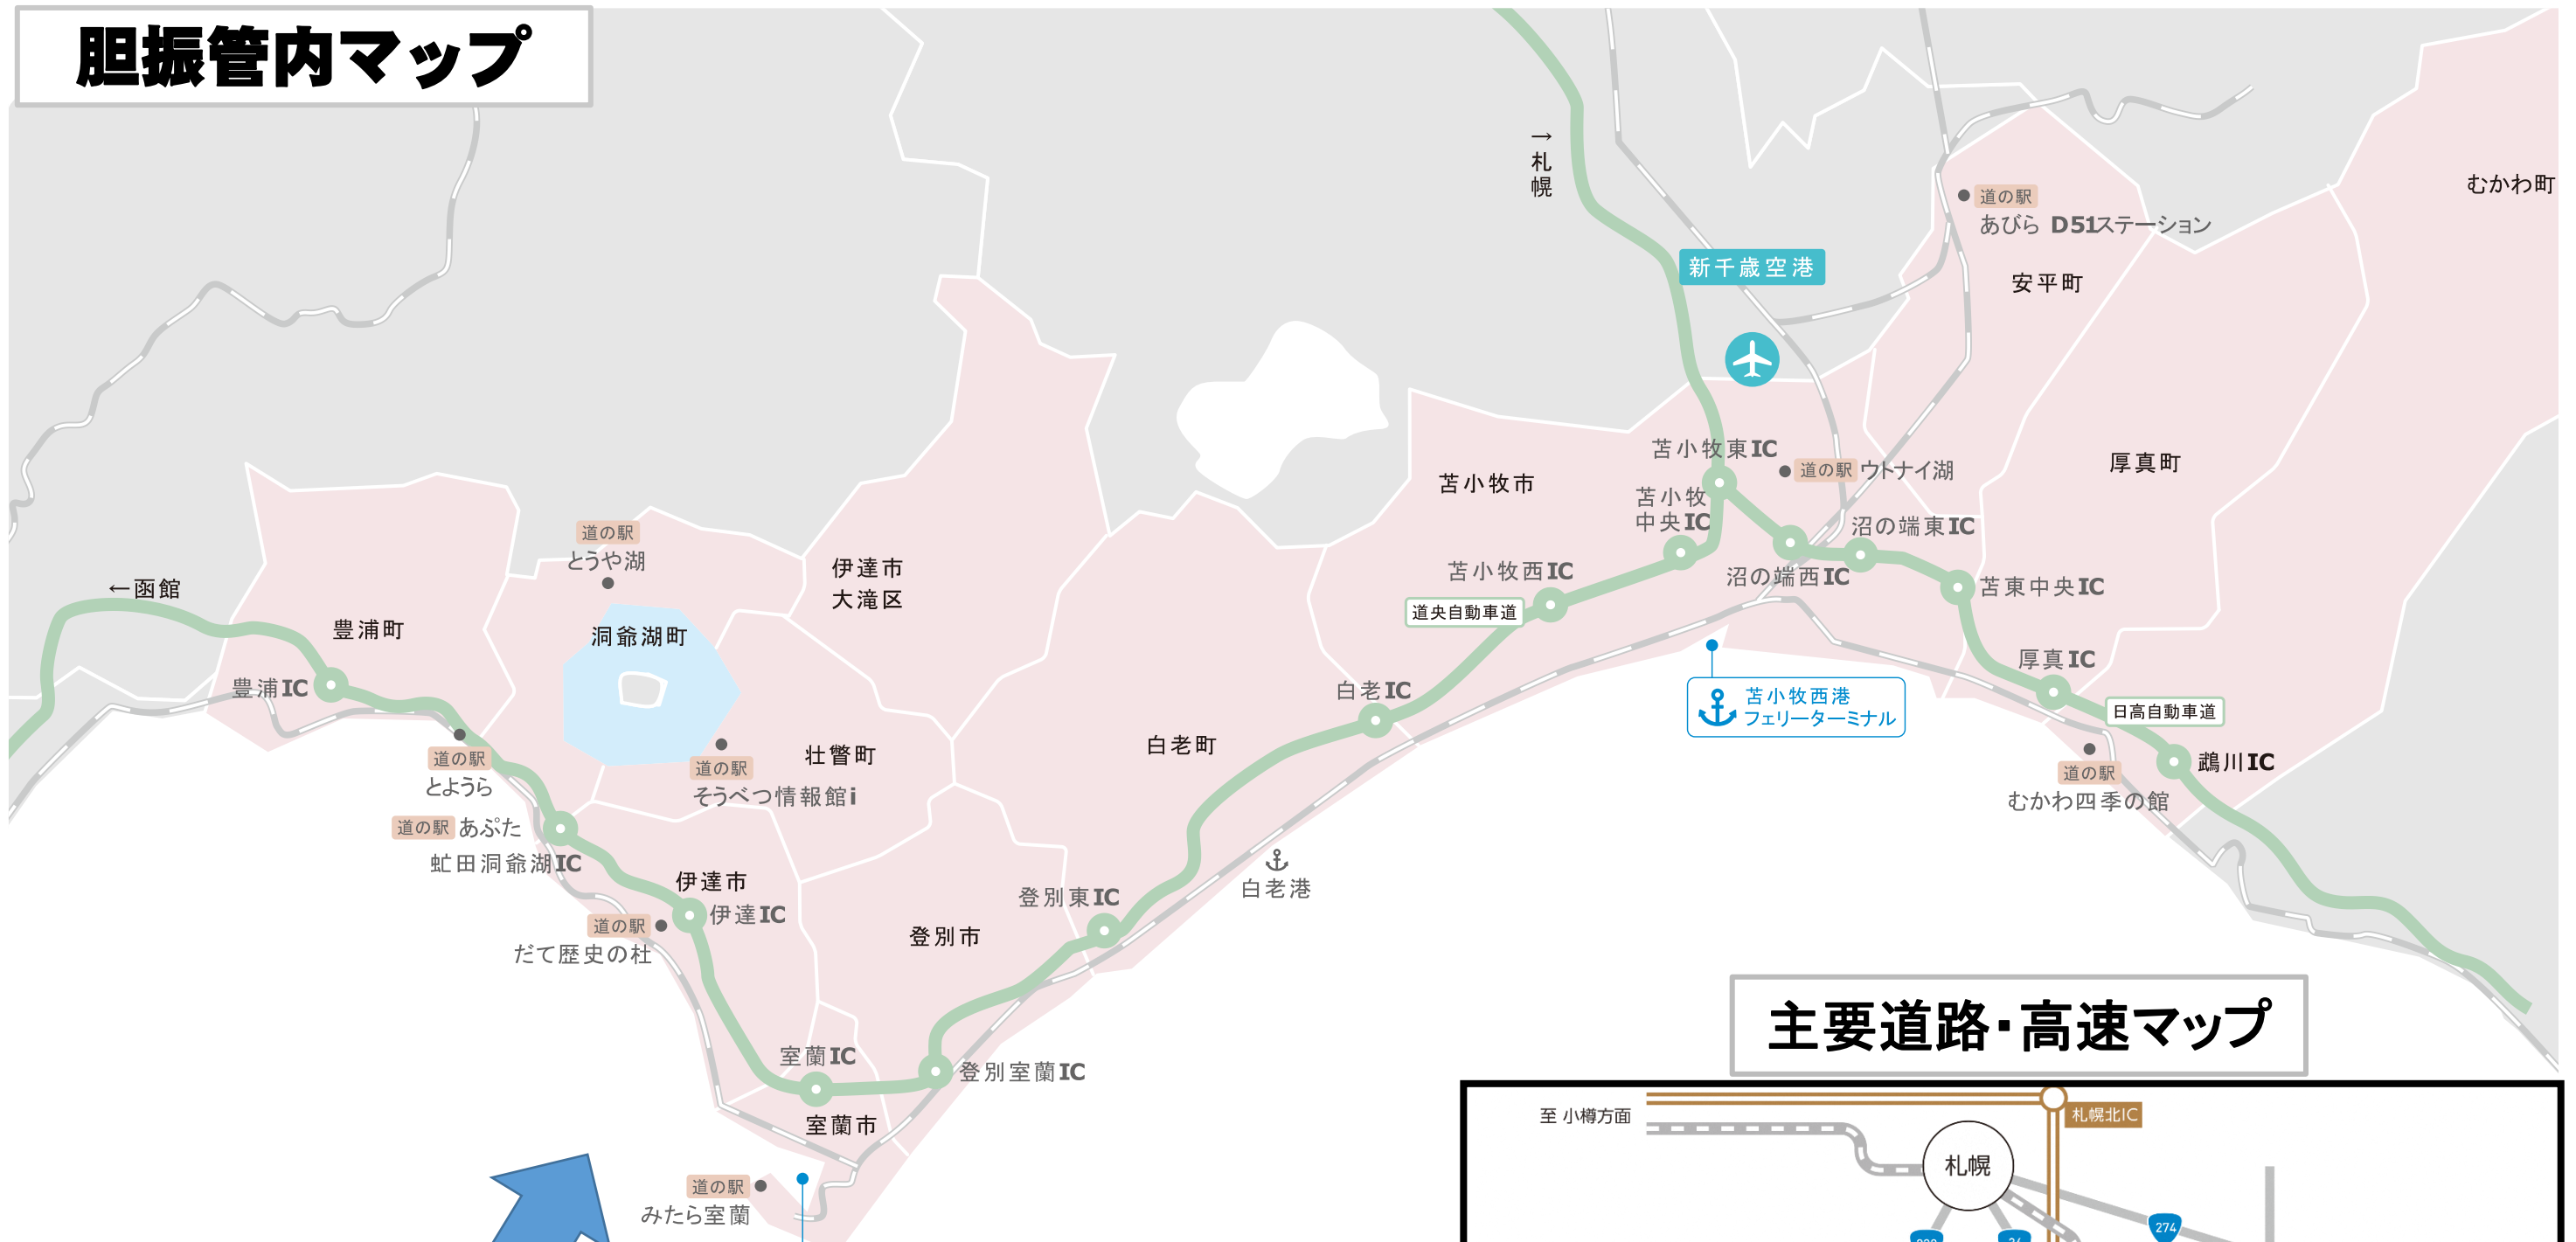 胆振管内マップ
→札幌
むかわ町
道の駅
あびら D51ステーション
新千歳空港
安平町
苫小牧東IC
道の駅 ウトナイ湖
厚真町
苫小牧市
苫小牧
中央IC
沼の端東IC
道の駅
とうや湖
伊達市
大滝区
苫小牧西IC
沼の端西IC
苫東中央IC
←函館
道央自動車道
豊浦町
洞爺湖町
厚真IC
豊浦IC
白老IC
苫小牧西港
フェリーターミナル
日高自動車道
道の駅
とようら
道の駅
そうべつ情報館i
壮瞥町
白老町
鵡川IC
道の駅
むかわ四季の館
道の駅 あぷた
虻田洞爺湖IC
伊達市
伊達IC
登別東IC
白老港
道の駅
だて歴史の杜
登別市
主要道路・高速マップ
室蘭IC
登別室蘭IC
室蘭市
道の駅
みたら室蘭
至 小樽方面
札幌北IC
札幌
274